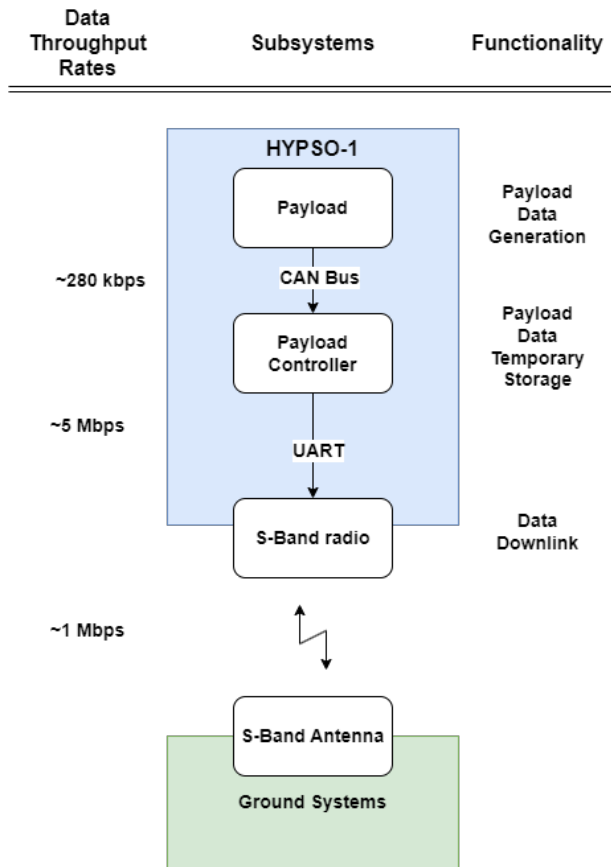 Data
Throughput
Rates
Subsystems
Functionality
HYPSO-1
Payload
Payload
Data
Generation
~280 kbps
CAN Bus
Payload
Controller
Payload
Data
Temporary
Storage
~5 Mbps
UART
S-Band radio
Data
Downlink
~1 Mbps
S-Band Antenna
Ground Systems